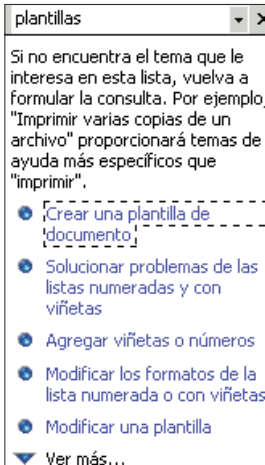 plantillas
Si no encuentra el tema que le
interesa en esta lista, vuelva a
formular la consulta. Por ejemplo,
"Imprimir varias copias de un
archivo" proporcionará temas de
ayuda más específicos que
"imprimir".
Crear una plantilla de
documento
Solucionar problemas de las
listas numeradas y con
viñetas
Agregar viñetas o números
Modificar los formatos de la
lista numerada o con viñetas
Modificar una plantilla
Ver más...